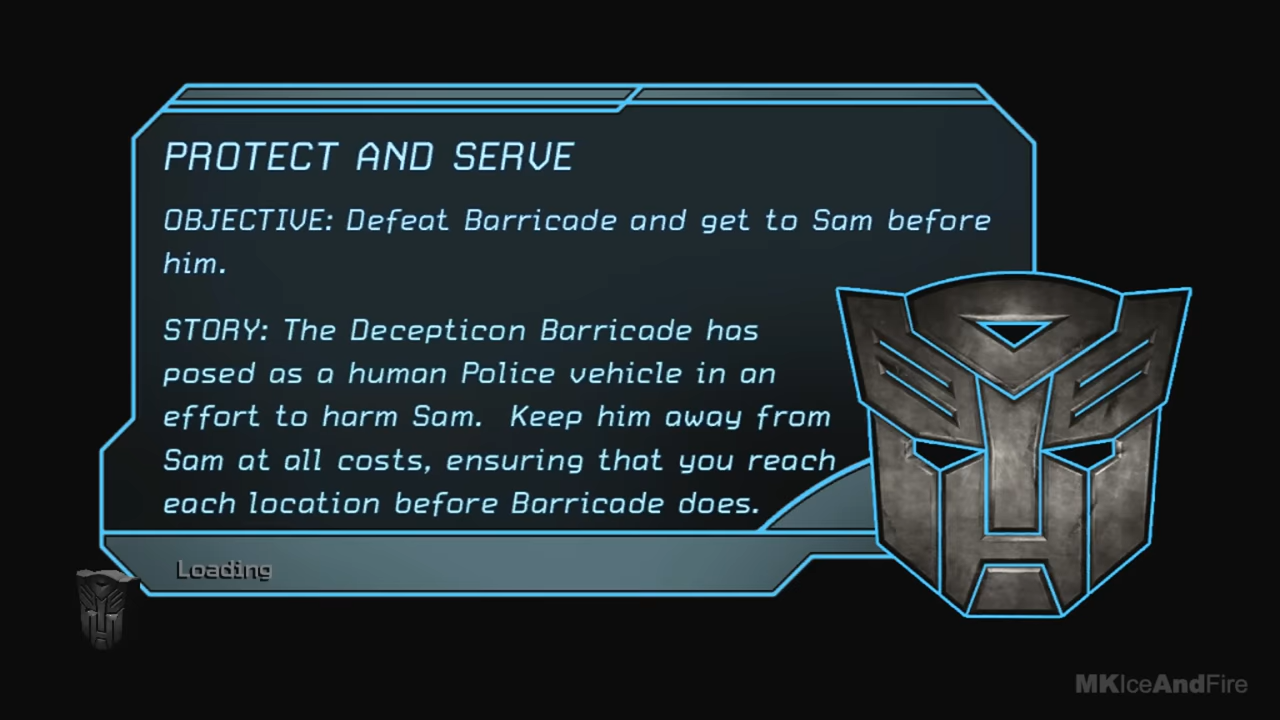 PROTECT AND SERVE
OBJECTIVE: Defeat Barricade and get to Sam before
him.
STORY: The Decepticon Barricade has
posed as a human Police vehicle in an
effort to harm Sam.  Keep him away from
Sam at all costs, ensuring that you reach
each location before Barricade does.
Loading
MKIceAndFire